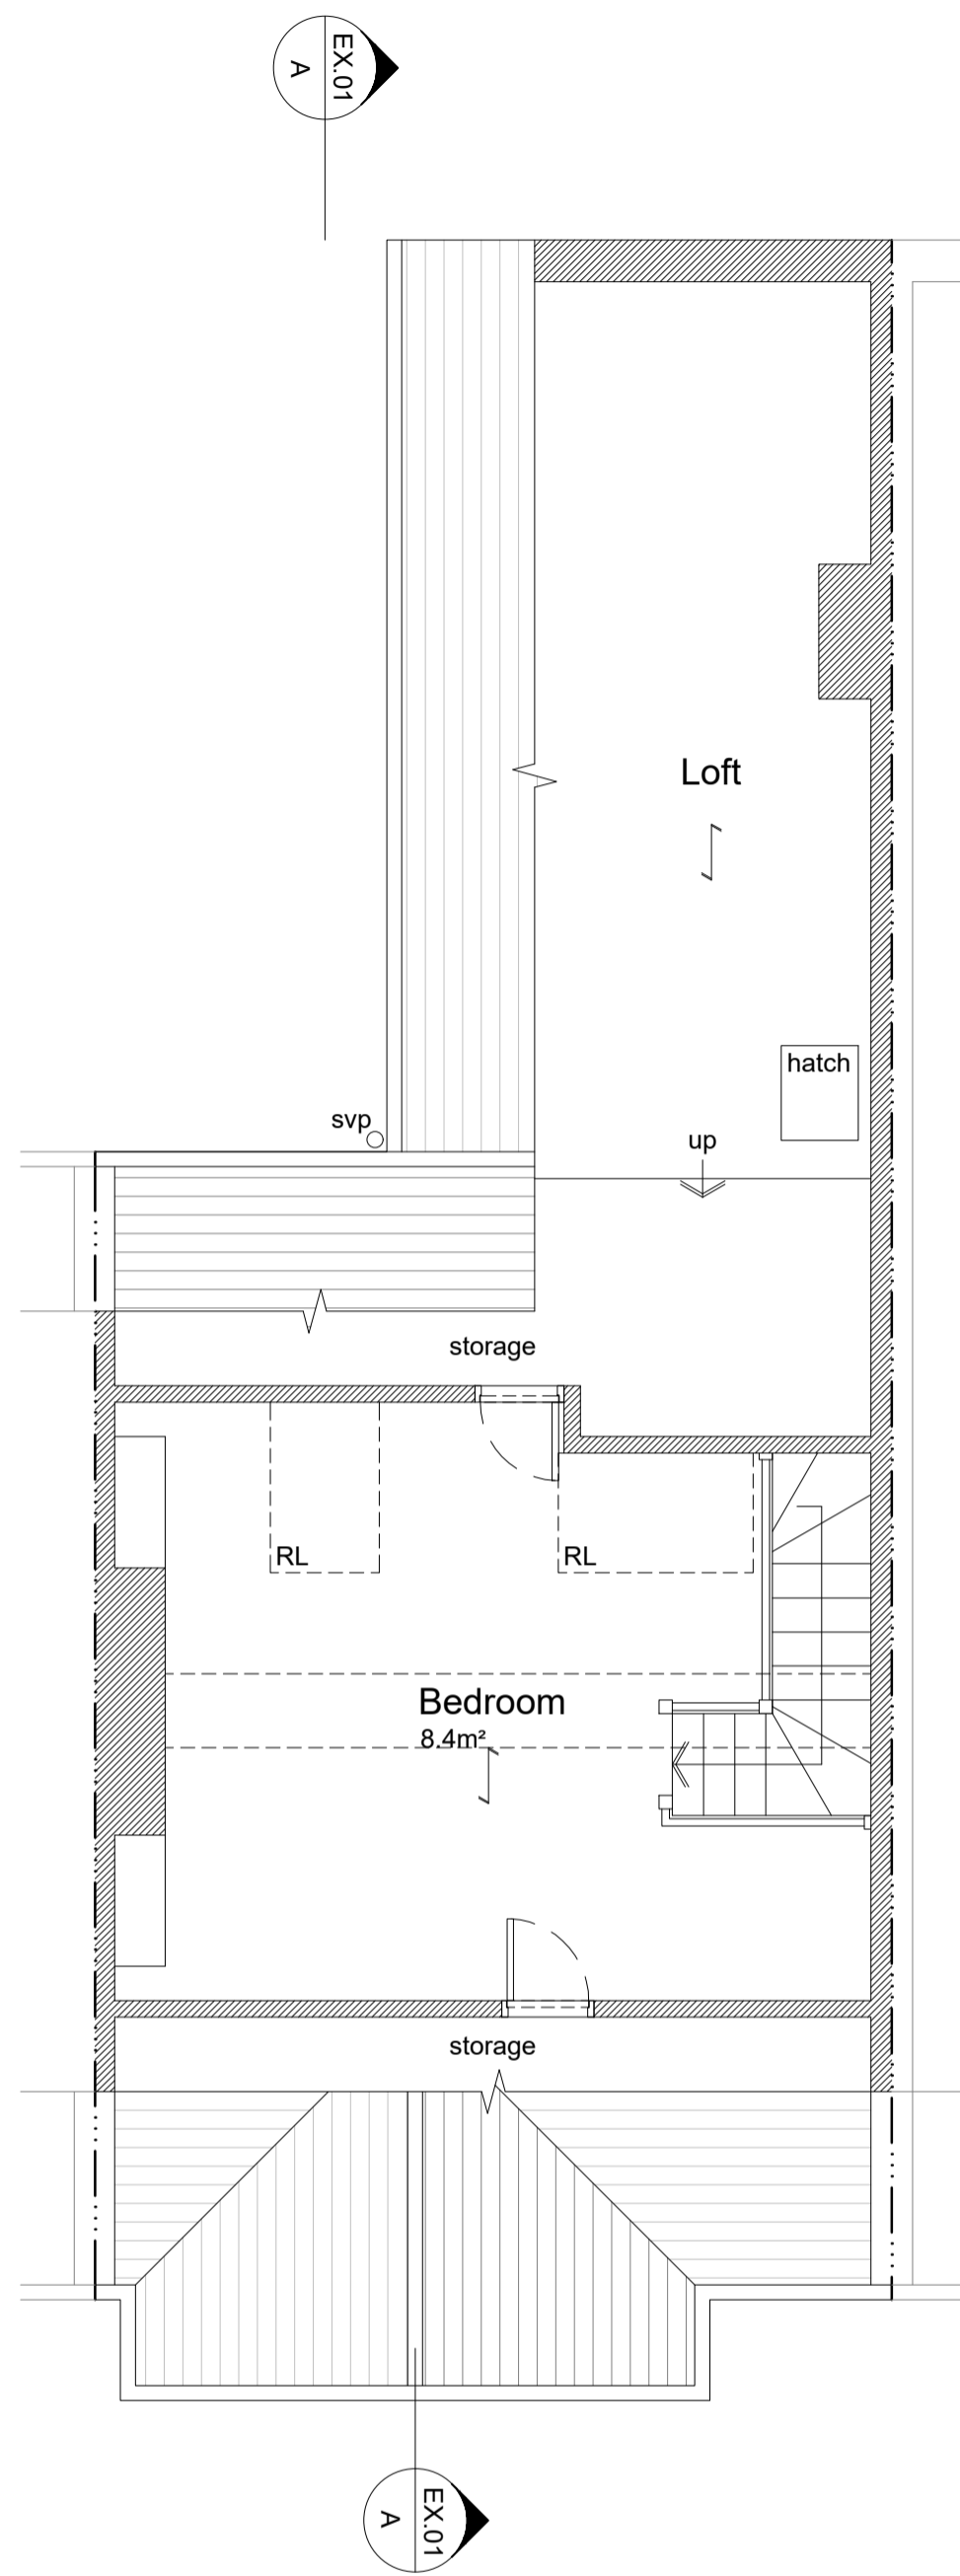 EX.01
A
Loft
hatch
svp
up
storage
RL
RL
Bedroom
8.4m²
storage
EX.01
A